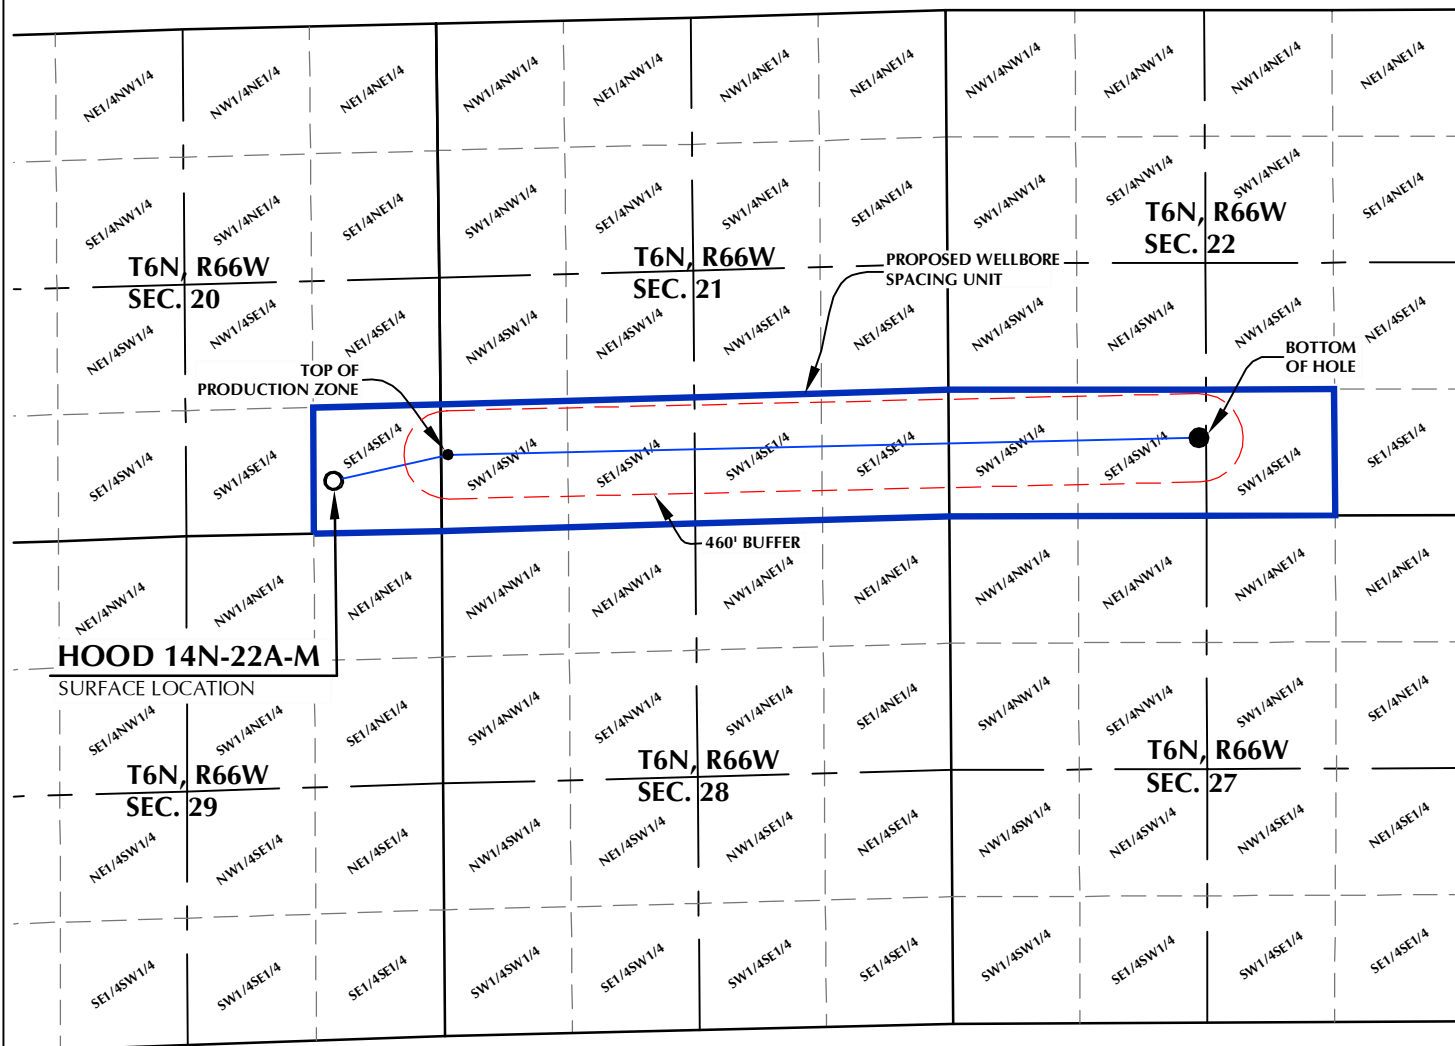 NE1/4NW1/4
NW1/4NE1/4
NE1/4NE1/4
NW1/4NW1/4
NE1/4NW1/4
NW1/4NE1/4
NE1/4NE1/4
NW1/4NW1/4
NE1/4NW1/4
NW1/4NE1/4
NE1/4NE1/4
SE1/4NW1/4
SW1/4NE1/4
SE1/4NE1/4
SW1/4NW1/4
SE1/4NW1/4
SW1/4NE1/4
SE1/4NE1/4
SW1/4NW1/4
SE1/4NW1/4
SW1/4NE1/4
SE1/4NE1/4
T6N, R66W
SEC. 20
T6N, R66W
SEC. 21
T6N, R66W
SEC. 22
PROPOSED WELLBORE
SPACING UNIT
NE1/4SW1/4
NW1/4SE1/4
NE1/4SE1/4
NW1/4SW1/4
NE1/4SW1/4
NW1/4SE1/4
NE1/4SE1/4
NW1/4SW1/4
NE1/4SW1/4
NW1/4SE1/4
NE1/4SE1/4
TOP OF
PRODUCTION ZONE
BOTTOM
OF HOLE
SE1/4SW1/4
SW1/4SE1/4
SE1/4SE1/4
SW1/4SW1/4
SE1/4SW1/4
SW1/4SE1/4
SE1/4SE1/4
SW1/4SW1/4
SE1/4SW1/4
SW1/4SE1/4
SE1/4SE1/4
460' BUFFER
NE1/4NW1/4
NW1/4NE1/4
NE1/4NE1/4
NW1/4NW1/4
NE1/4NW1/4
NW1/4NE1/4
NE1/4NE1/4
NW1/4NW1/4
NE1/4NW1/4
NW1/4NE1/4
NE1/4NE1/4
HOOD 14N-22A-M
SURFACE LOCATION
SE1/4NW1/4
SW1/4NE1/4
SE1/4NE1/4
SW1/4NW1/4
SE1/4NW1/4
SW1/4NE1/4
SE1/4NE1/4
SW1/4NW1/4
SE1/4NW1/4
SW1/4NE1/4
SE1/4NE1/4
T6N, R66W
SEC. 29
T6N, R66W
SEC. 28
T6N, R66W
SEC. 27
NE1/4SW1/4
NW1/4SE1/4
NE1/4SE1/4
NW1/4SW1/4
NE1/4SW1/4
NW1/4SE1/4
NE1/4SE1/4
NW1/4SW1/4
NE1/4SW1/4
NW1/4SE1/4
NE1/4SE1/4
SE1/4SW1/4
SW1/4SE1/4
SE1/4SE1/4
SW1/4SW1/4
SE1/4SW1/4
SW1/4SE1/4
SE1/4SE1/4
SW1/4SW1/4
SE1/4SW1/4
SW1/4SE1/4
SE1/4SE1/4